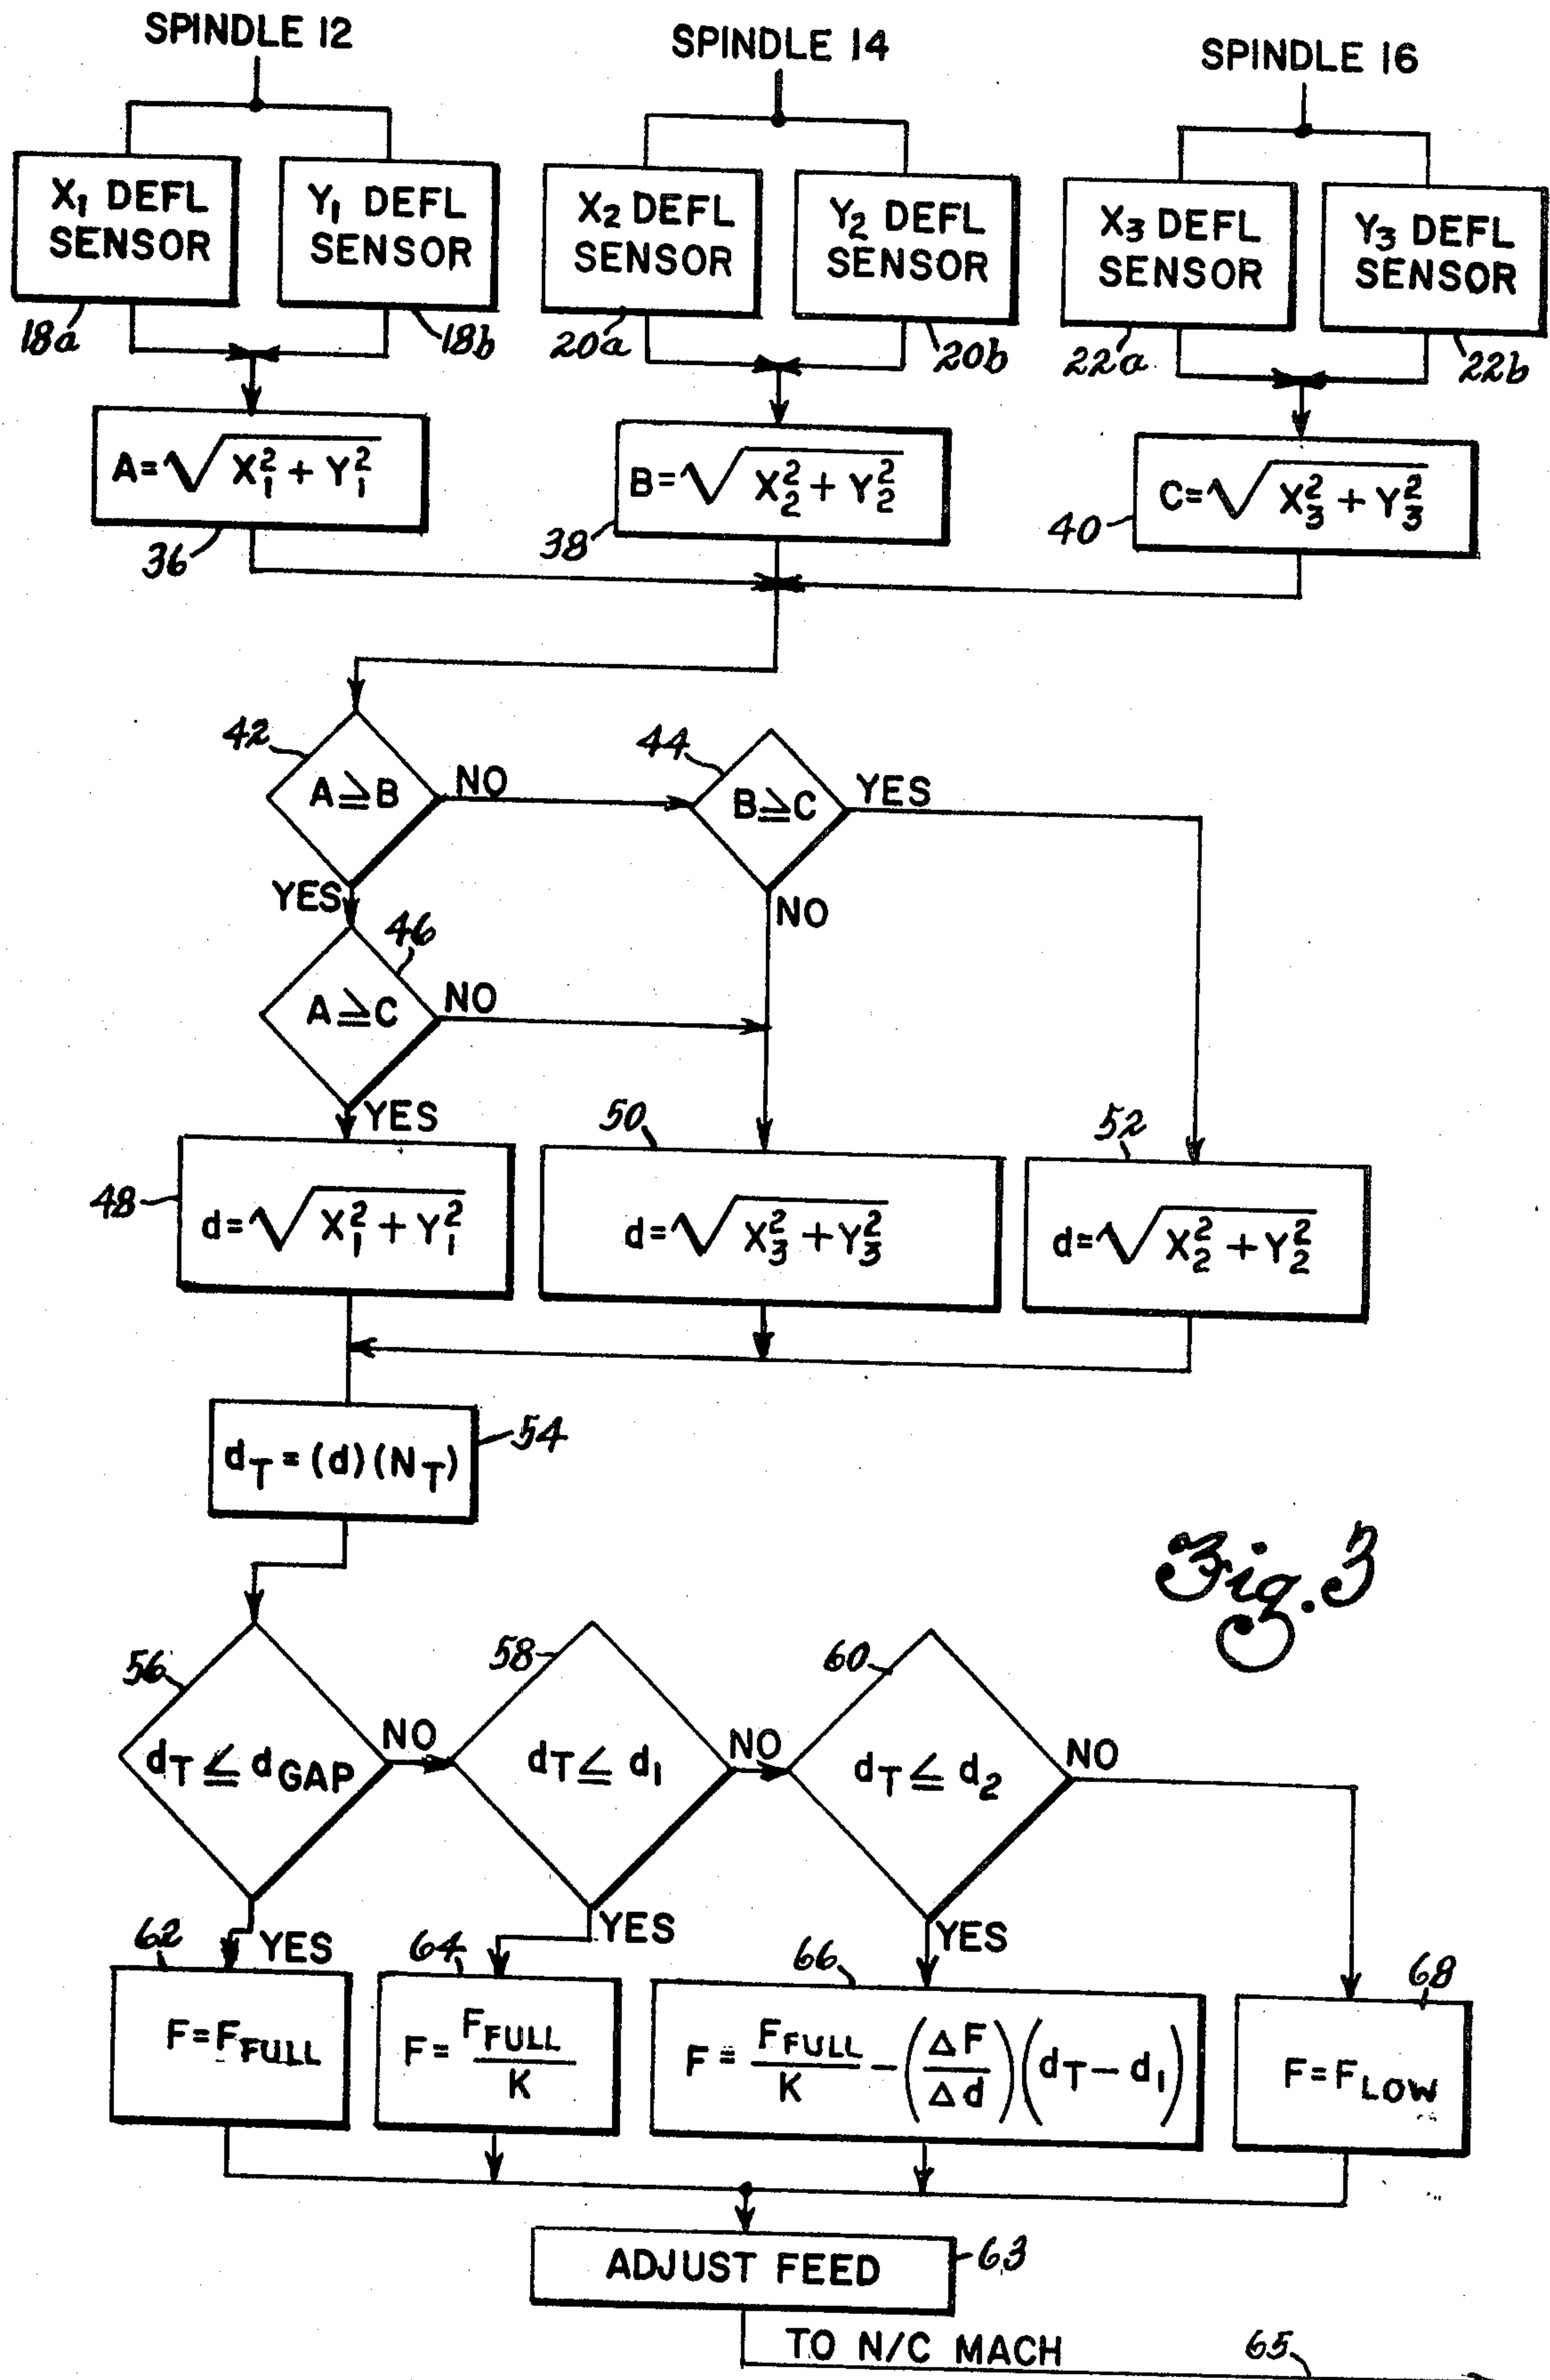 SPINDLE 12
SPINDLE 14
SPINDLE 16
X1 DEFL
SENSOR
Y1 DEFL
SENSOR
X2 DEFL
SENSOR
Y2 DEFL
SENSOR
X3 DEFL
SENSOR
Y3 DEFL
SENSOR
18a
18b
20a
20b
22a
22b
A=√X₁²+Y₁²
B=√X₂²+Y₂²
C=√X₃²+Y₃²
36
38
40
42
A≧B
NO
44
B≧C
YES
YES
NO
46
A≧C
NO
YES
48
d=√X₁²+Y₁²
50
d=√X₃²+Y₃²
52
d=√X₂²+Y₂²
dT=(d)(NT)
54
Fig.3
56
dT≦dGAP
NO
58
dT≦d1
NO
60
dT≦d2
NO
YES
YES
YES
62
F=FFULL
64
F=FFULL/K
66
F=FFULL/K-(ΔF/Δd)(dT-d1)
68
F=FLOW
ADJUST FEED
63
TO N/C MACH
65